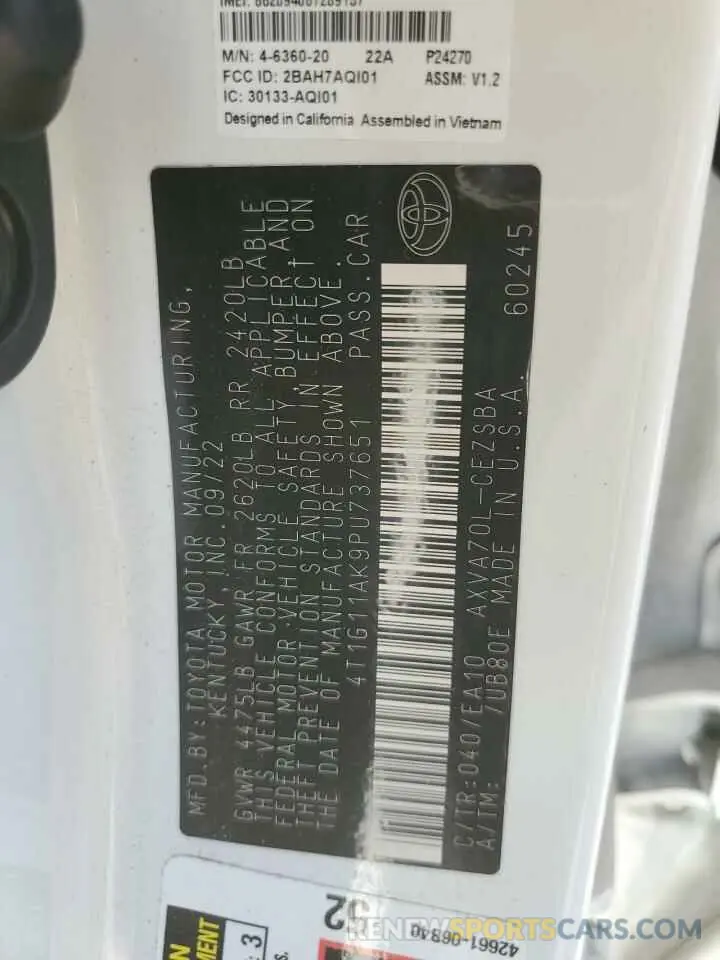 M/N: 4-6360-20 22A P24270
FCC ID: 2BAH7AQI01 ASSM: V1.2
IC: 30133-AQI01
Designed in California Assembled in Vietnam
MFD. BY: TOYOTA MOTOR MANUFACTURING,
KENTUCKY, INC. 09/22
GVWR 4475LB GAWR FR 2620LB RR 2420LB
THIS VEHICLE CONFORMS TO ALL APPLICABLE
FEDERAL MOTOR VEHICLE SAFETY, BUMPER AND
THEFT PREVENTION STANDARDS IN EFFECT ON
THE DATE OF MANUFACTURE SHOWN ABOVE.
4T1G11AK9PU737651 PASS. CAR
C/TR: 040/EA10 AXVA70L-CEZSBA
A/TM: /UB80E MADE IN U.S.A. 60245
32
RENEWSPORTSCARS.COM